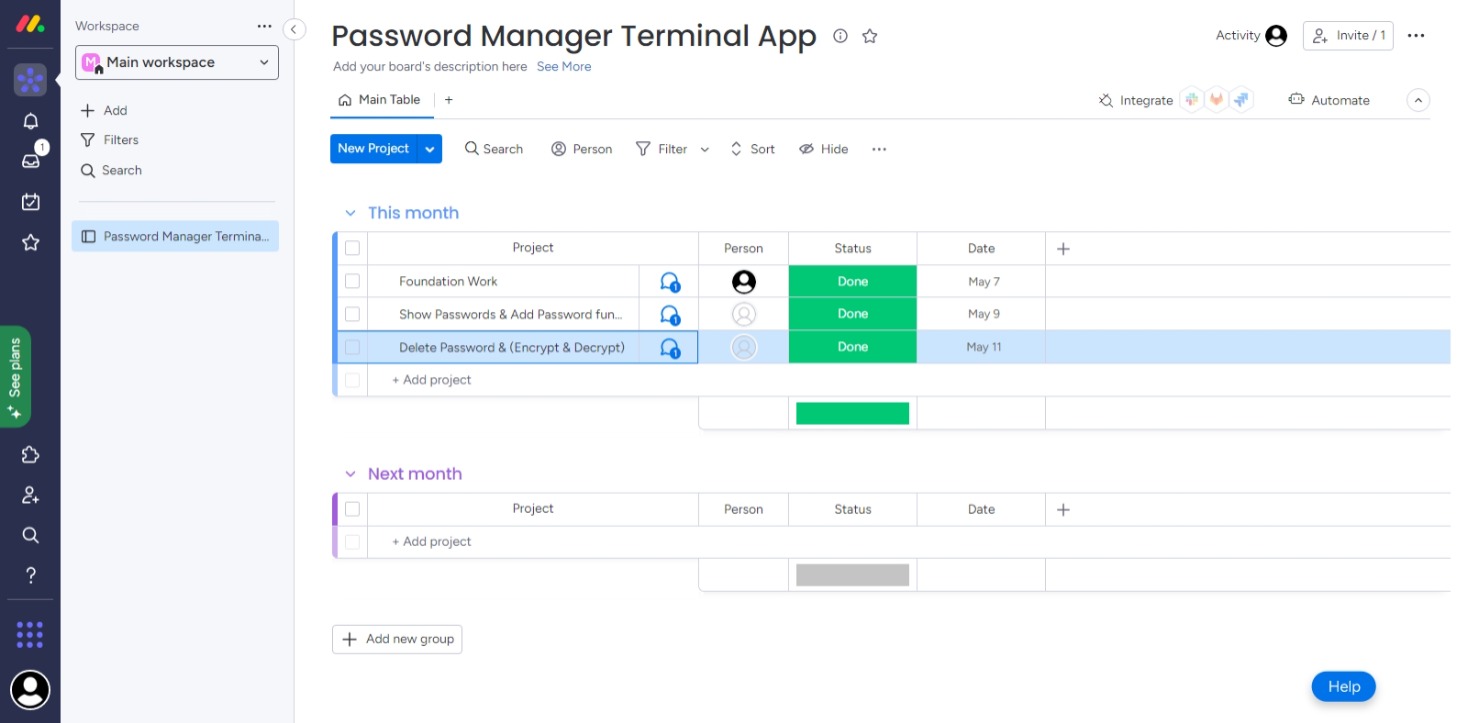 Workspace
M
Main workspace
Add
Filters
Search
Password Manager Termina...
1
See plans
Password Manager Terminal App
Activity
Invite / 1
Add your board's description here See More
Main Table
+
Integrate
Automate
New Project
Search
Person
Filter
Sort
Hide
This month
Project Person Status Date +
Foundation Work 1 Done May 7
Show Passwords & Add Password fun... 1 Done May 9
Delete Password & (Encrypt & Decrypt) 1 Done May 11
+ Add project
Next month
Project Person Status Date +
+ Add project
+ Add new group
?
Help